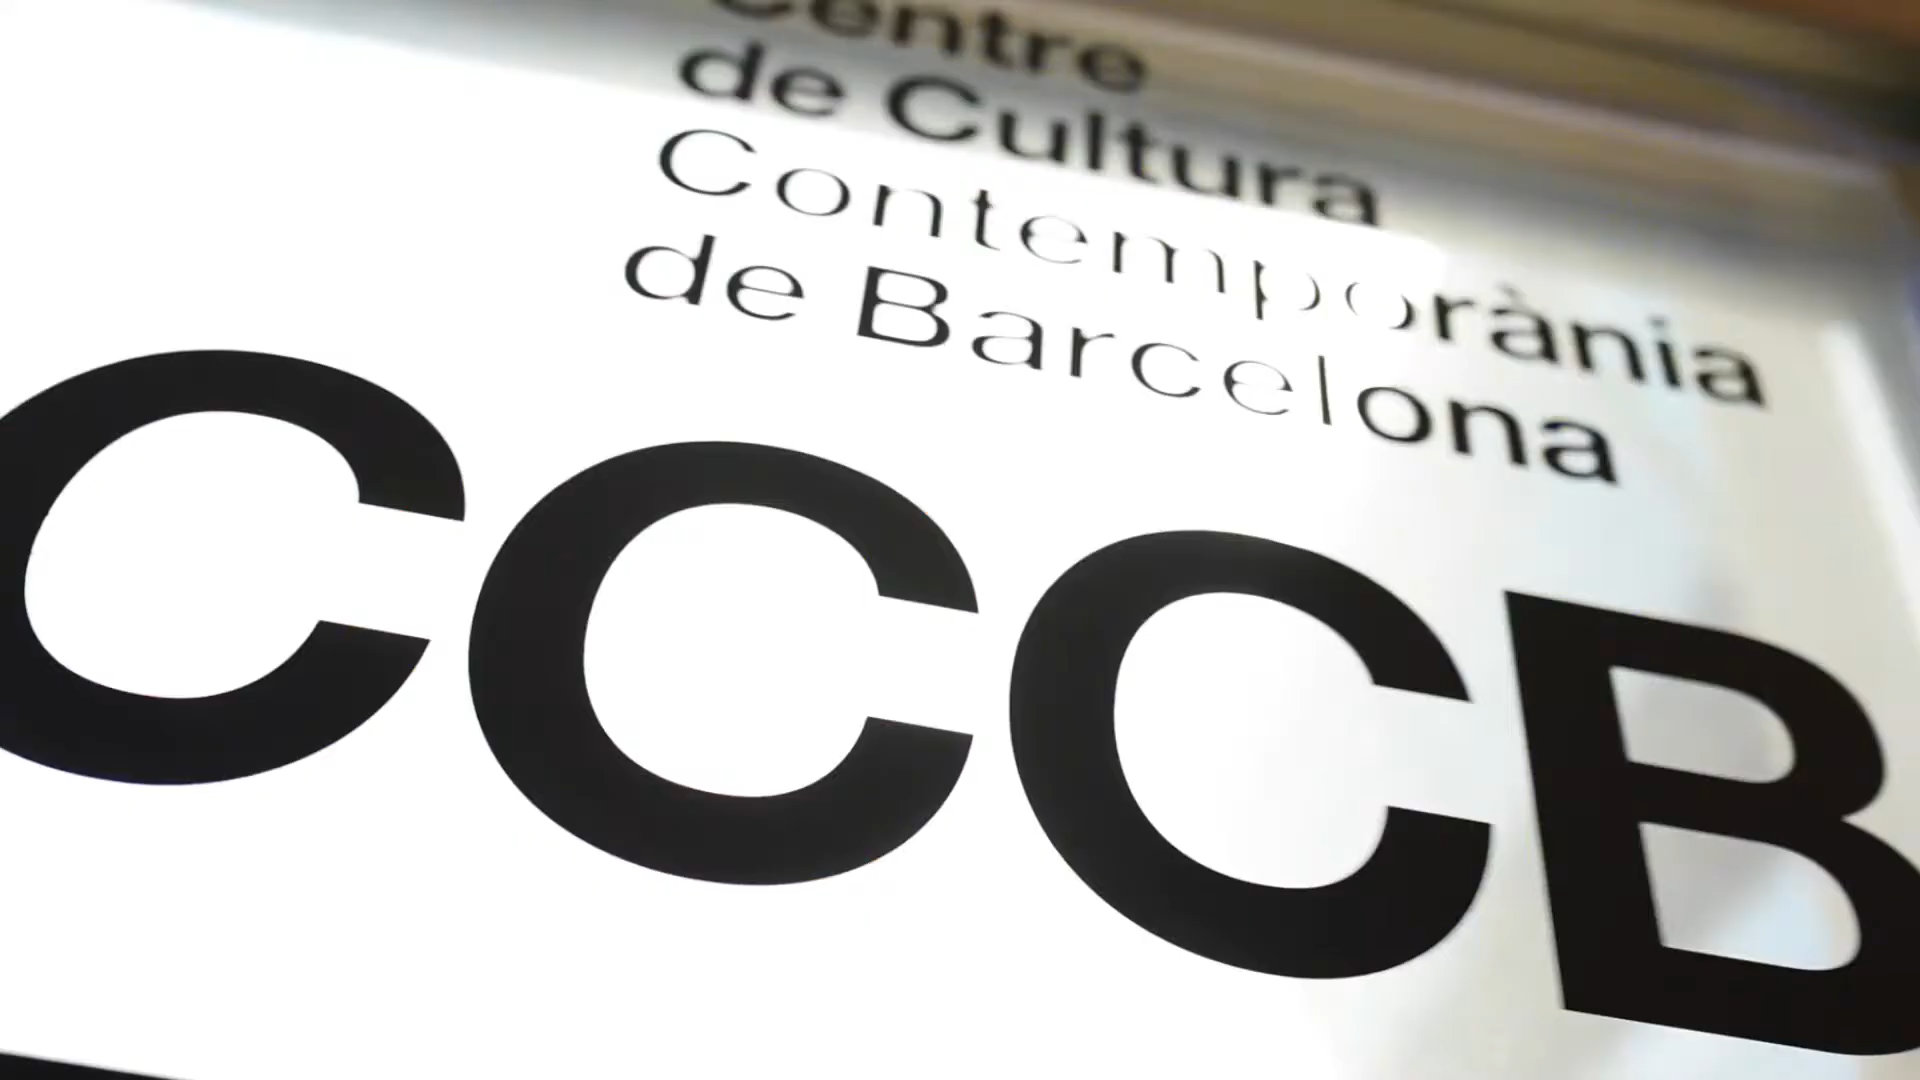 Centre
de Cultura
Contemporània
de Barcelona
CCCB